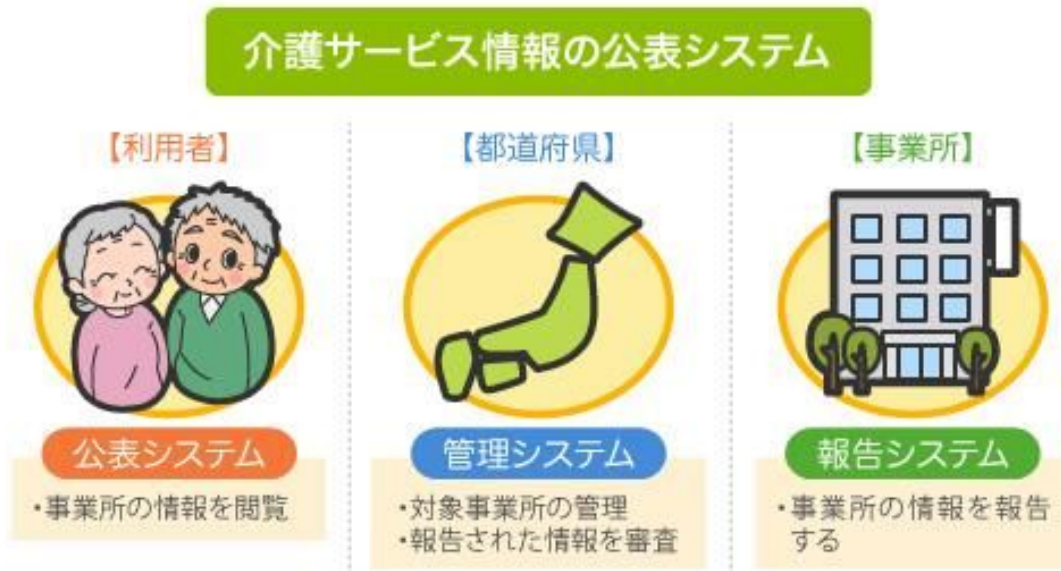 介護サービス情報の公表システム
【利用者】
公表システム
・事業所の情報を閲覧
【都道府県】
管理システム
・対象事業所の管理
・報告された情報を審査
【事業所】
報告システム
・事業所の情報を報告
する